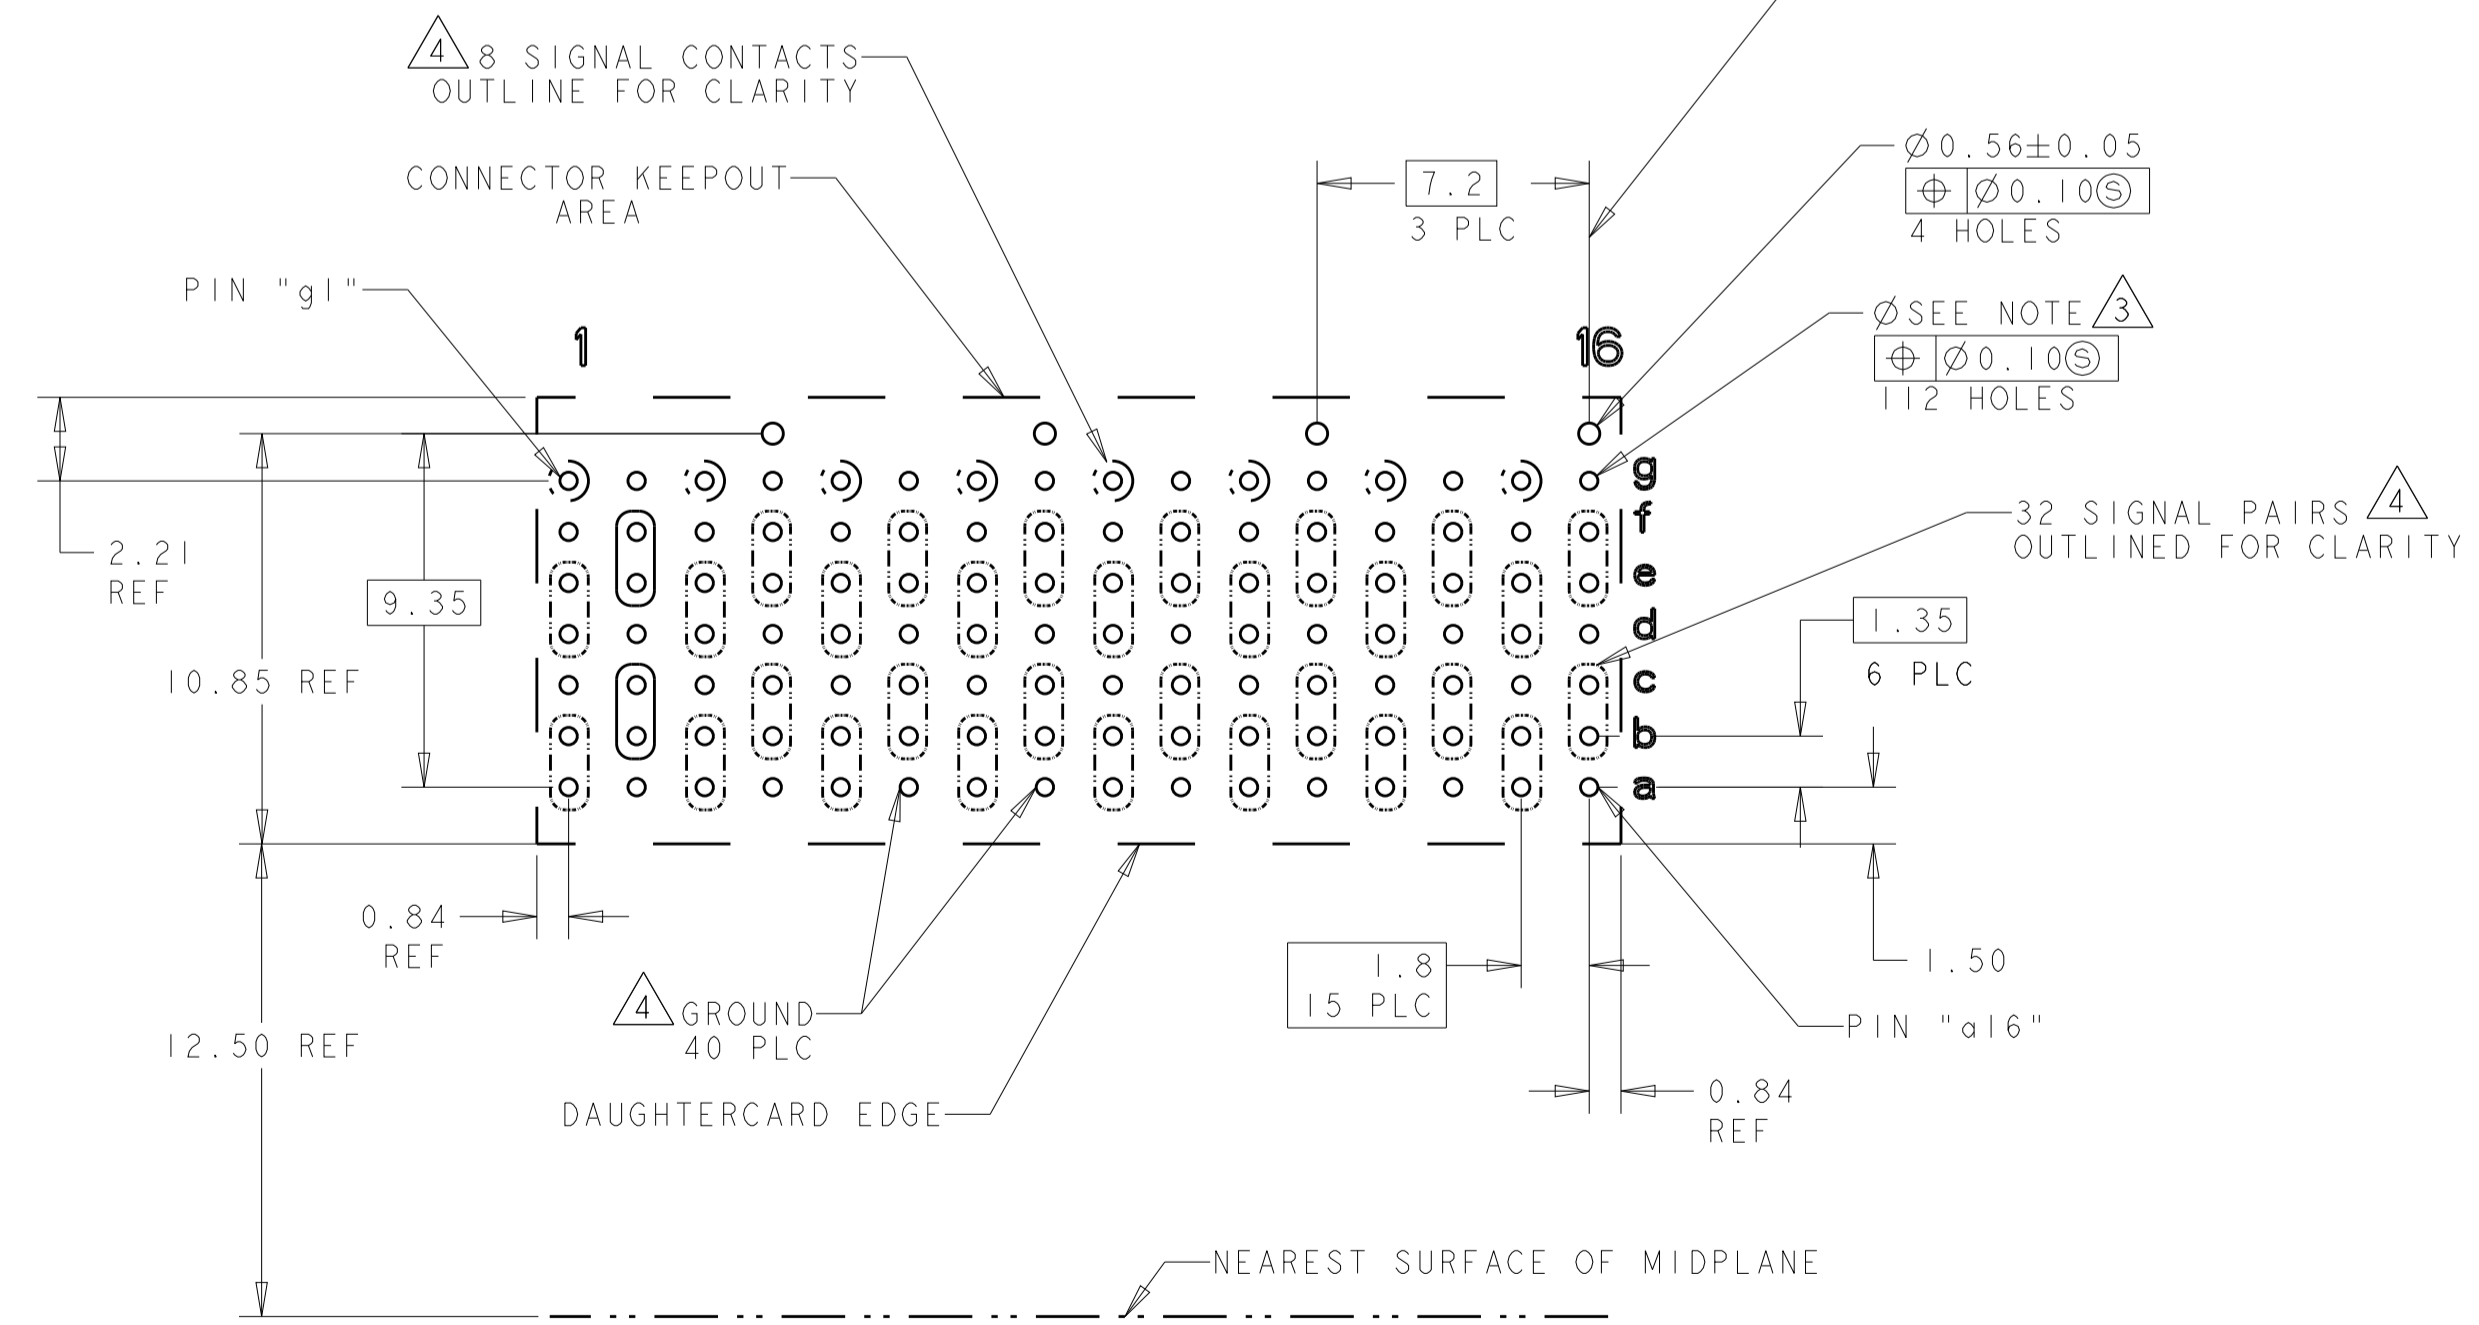 4 8 SIGNAL CONTACTS
OUTLINE FOR CLARITY
CONNECTOR KEEPOUT
AREA
PIN "g1"
7.2
3 PLC
Ø0.56±0.05
⌖ Ø0.10Ⓢ
4 HOLES
ØSEE NOTE 3
⌖ Ø0.10Ⓢ
112 HOLES
1
16
g
f
e
d
c
b
a
32 SIGNAL PAIRS 4
OUTLINED FOR CLARITY
2.21
REF
9.35
10.85 REF
1.35
6 PLC
0.84
REF
4 GROUND
40 PLC
1.8
15 PLC
1.50
PIN "a16"
12.50 REF
DAUGHTERCARD EDGE
0.84
REF
NEAREST SURFACE OF MIDPLANE